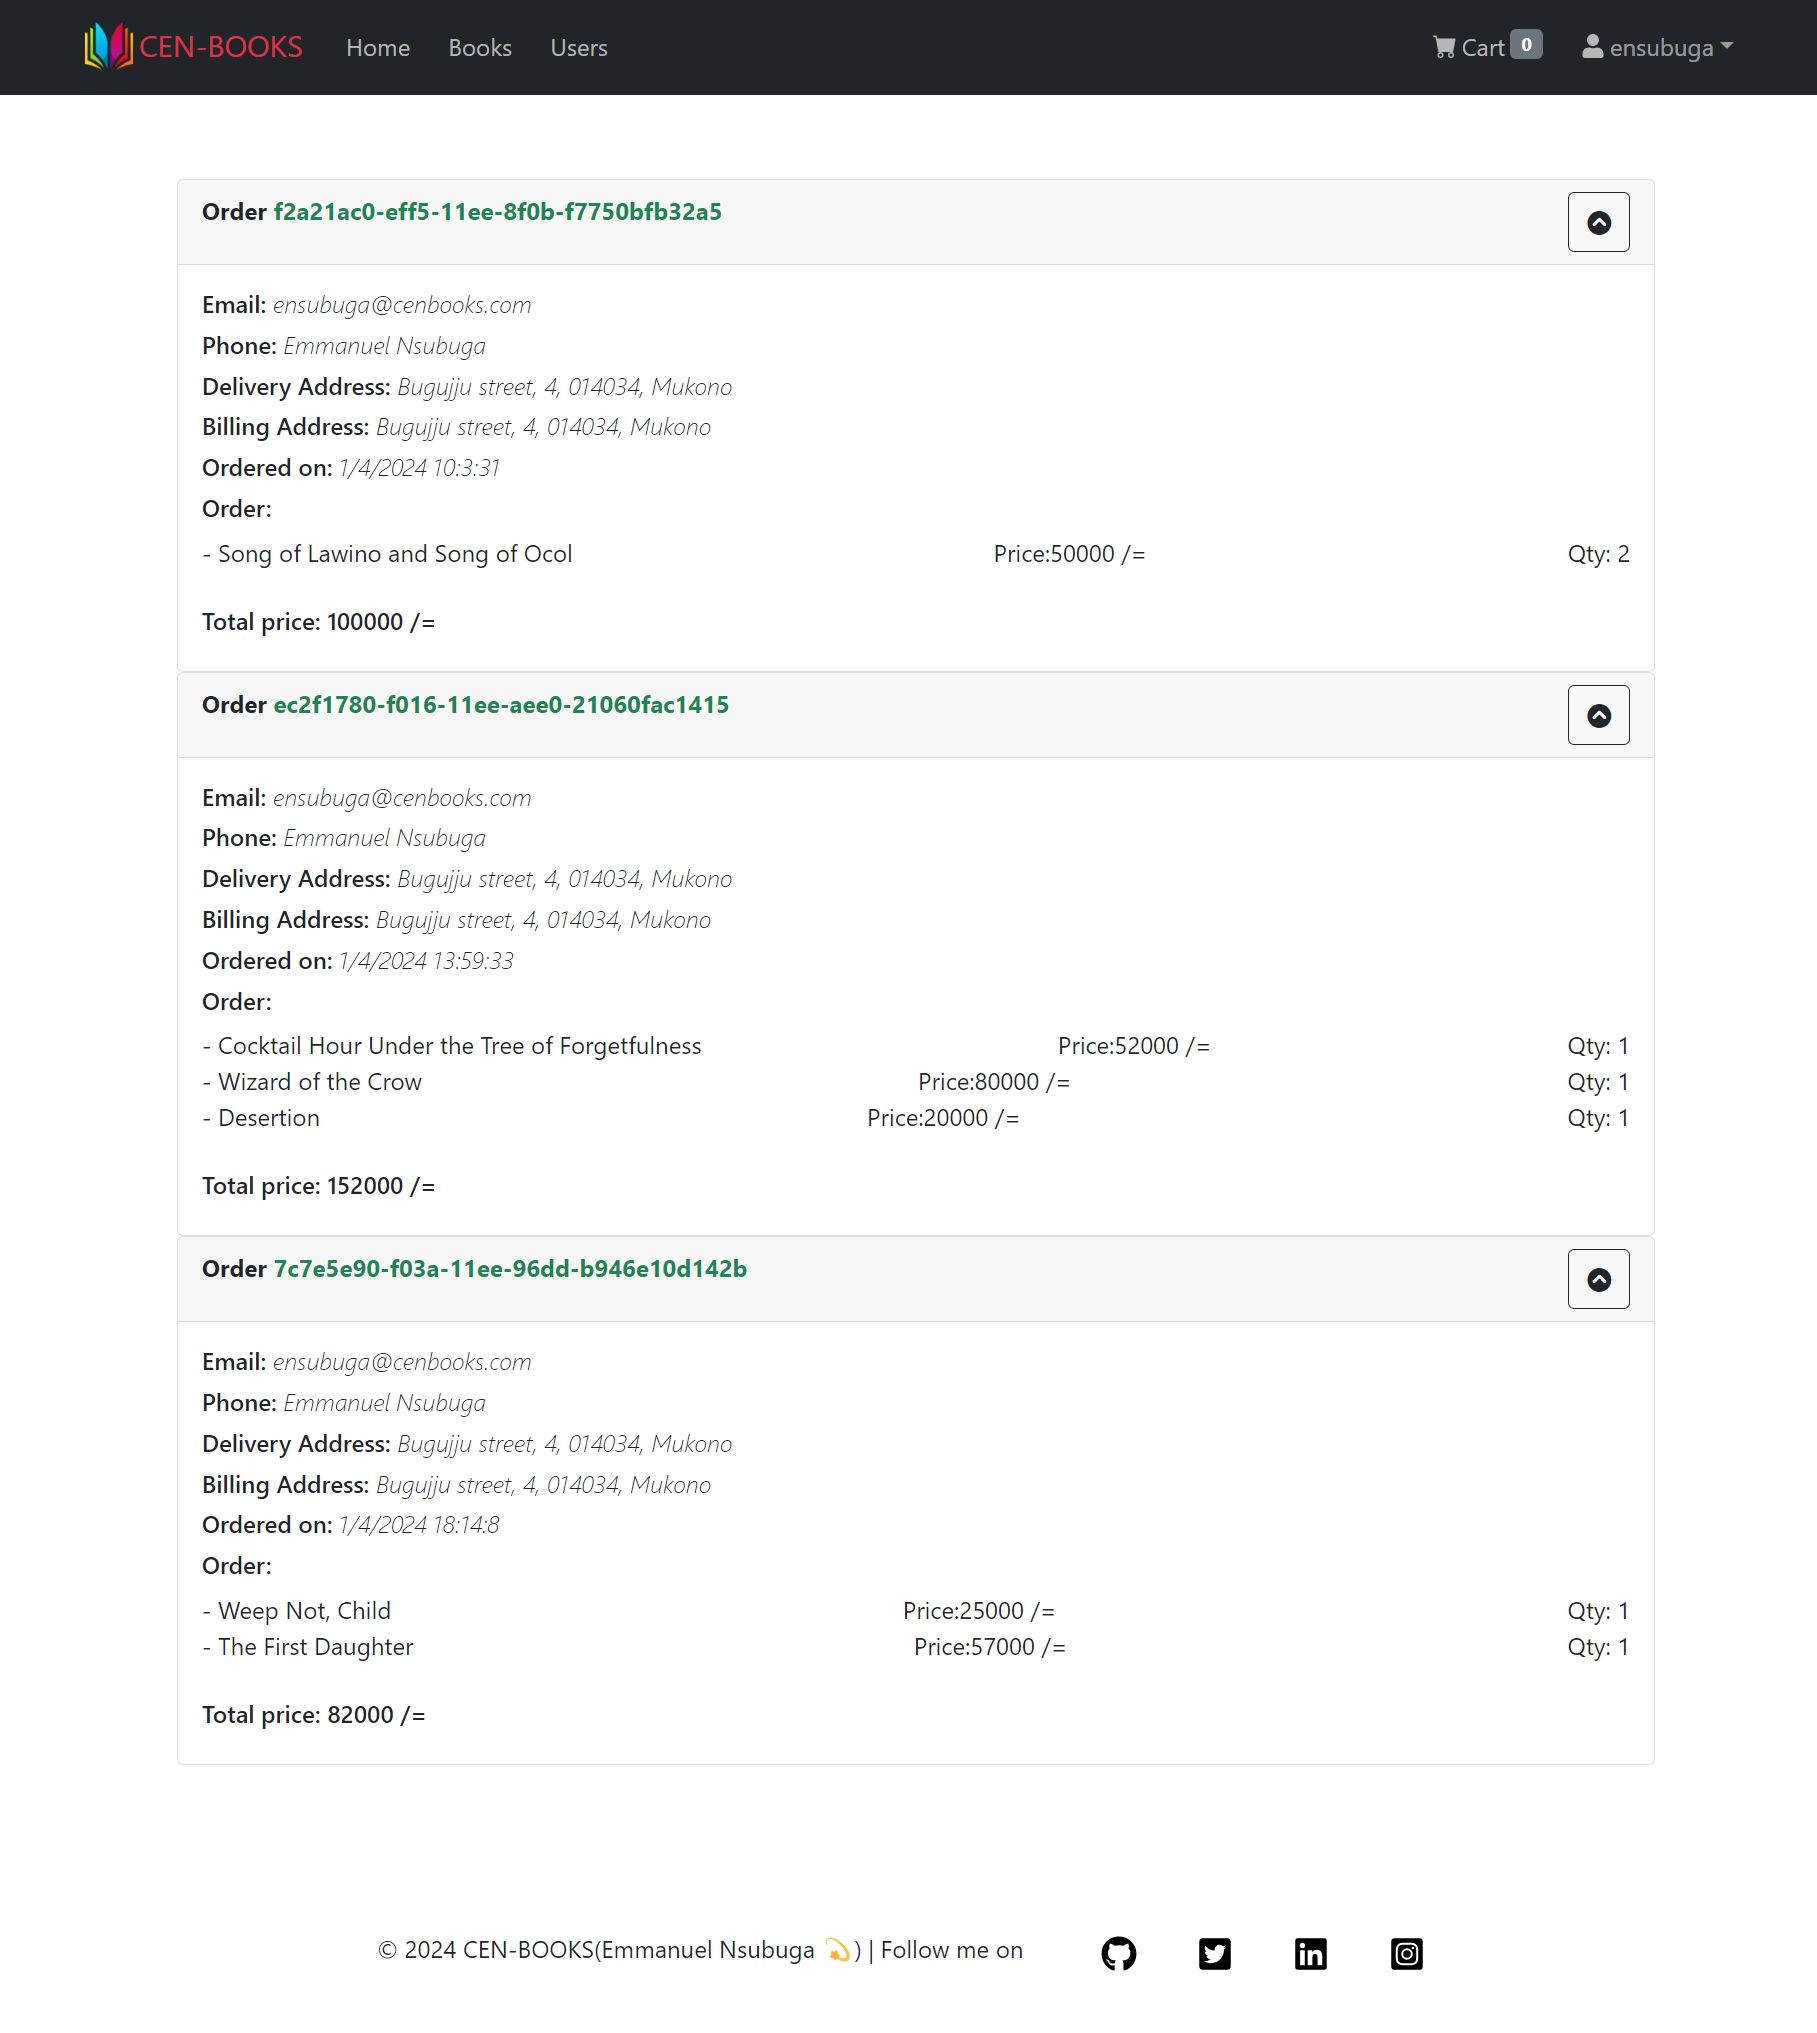 CEN-BOOKS Home Books Users Cart 0 ensubuga
Order f2a21ac0-eff5-11ee-8f0b-f7750bfb32a5
Email: ensubuga@cenbooks.com
Phone: Emmanuel Nsubuga
Delivery Address: Bugujju street, 4, 014034, Mukono
Billing Address: Bugujju street, 4, 014034, Mukono
Ordered on: 1/4/2024 10:3:31
Order:
- Song of Lawino and Song of Ocol Price:50000 /= Qty: 2
Total price: 100000 /=
Order ec2f1780-f016-11ee-aee0-21060fac1415
Email: ensubuga@cenbooks.com
Phone: Emmanuel Nsubuga
Delivery Address: Bugujju street, 4, 014034, Mukono
Billing Address: Bugujju street, 4, 014034, Mukono
Ordered on: 1/4/2024 13:59:33
Order:
- Cocktail Hour Under the Tree of Forgetfulness Price:52000 /= Qty: 1
- Wizard of the Crow Price:80000 /= Qty: 1
- Desertion Price:20000 /= Qty: 1
Total price: 152000 /=
Order 7c7e5e90-f03a-11ee-96dd-b946e10d142b
Email: ensubuga@cenbooks.com
Phone: Emmanuel Nsubuga
Delivery Address: Bugujju street, 4, 014034, Mukono
Billing Address: Bugujju street, 4, 014034, Mukono
Ordered on: 1/4/2024 18:14:8
Order:
- Weep Not, Child Price:25000 /= Qty: 1
- The First Daughter Price:57000 /= Qty: 1
Total price: 82000 /=
© 2024 CEN-BOOKS(Emmanuel Nsubuga 💫) | Follow me on